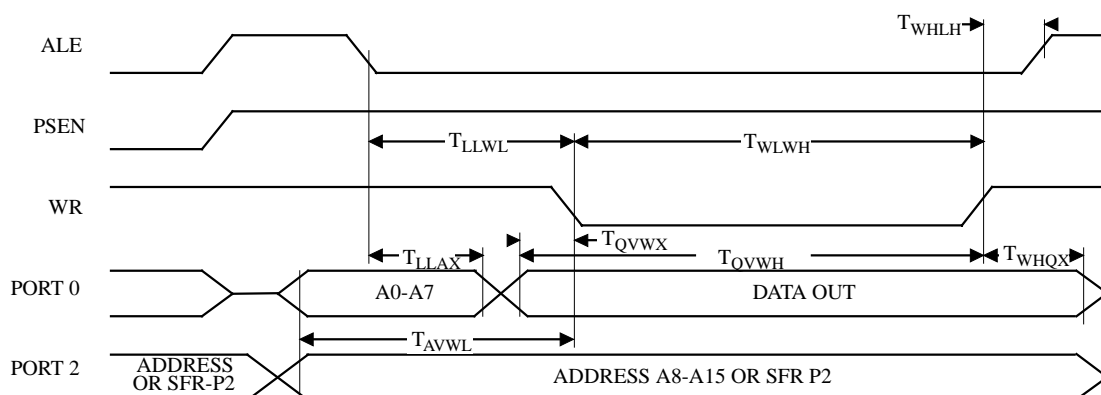 ALE
T_WHLH
PSEN
T_LLWL
T_WLWH
WR
T_QVWX
T_LLAX
T_QVWH
T_WHQX
PORT 0
A0-A7
DATA OUT
T_AVWL
PORT 2
ADDRESS
OR SFR-P2
ADDRESS A8-A15 OR SFR P2